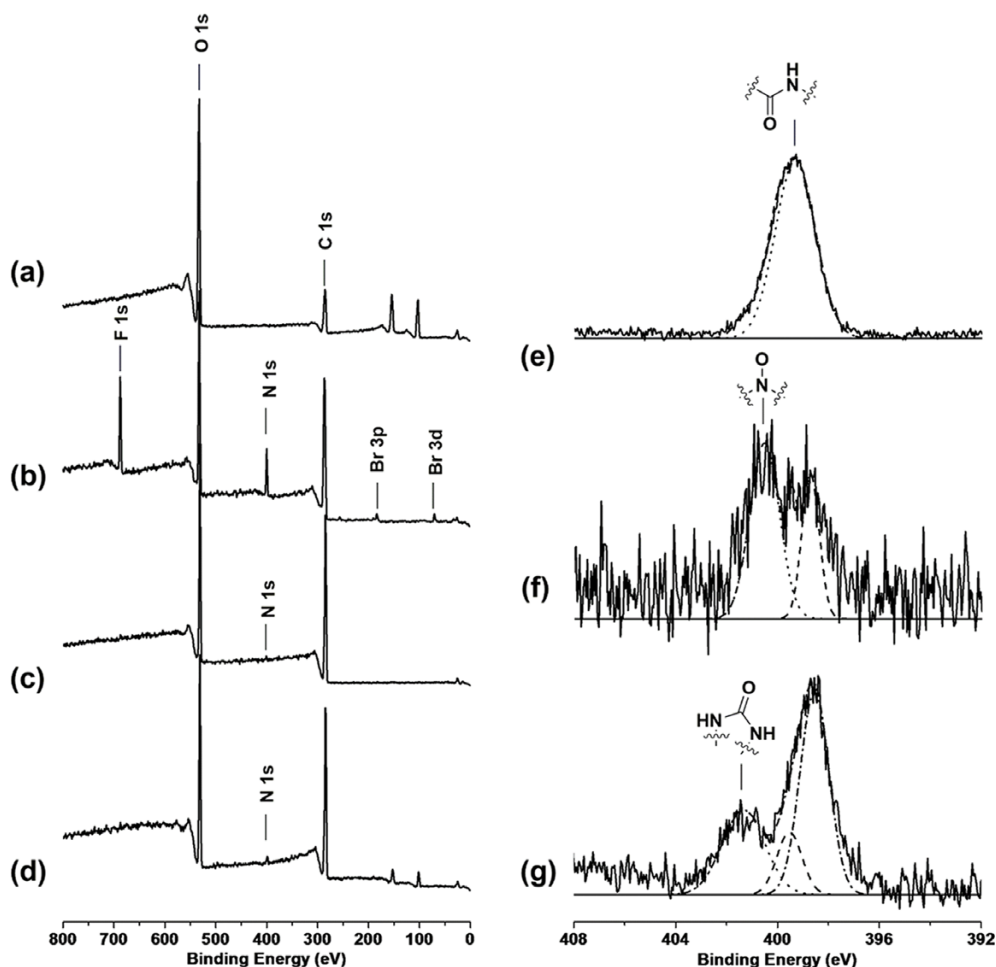 O 1s
C 1s
(a)
F 1s
N 1s
Br 3p
Br 3d
(b)
N 1s
(c)
N 1s
(d)
800 700 600 500 400 300 200 100 0
Binding Energy (eV)
H
N
O
(e)
O
N
(f)
O
HN
NH
(g)
408 404 400 396 392
Binding Energy (eV)